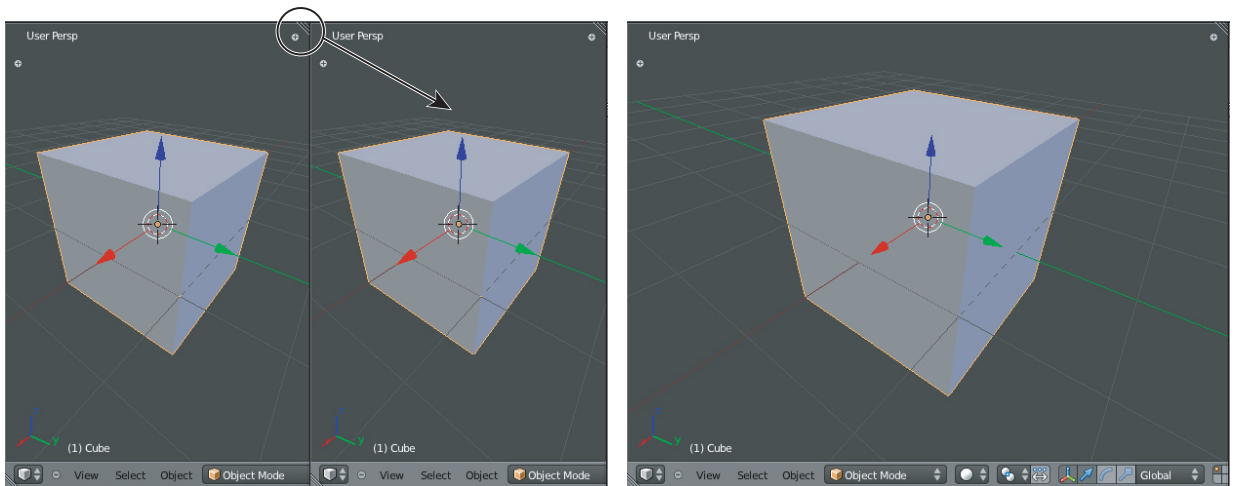 User Persp
User Persp
User Persp
z
y
(1) Cube
z
y
(1) Cube
z
y
(1) Cube
View Select Object Object Mode
View Select Object Object Mode
View Select Object Object Mode Global